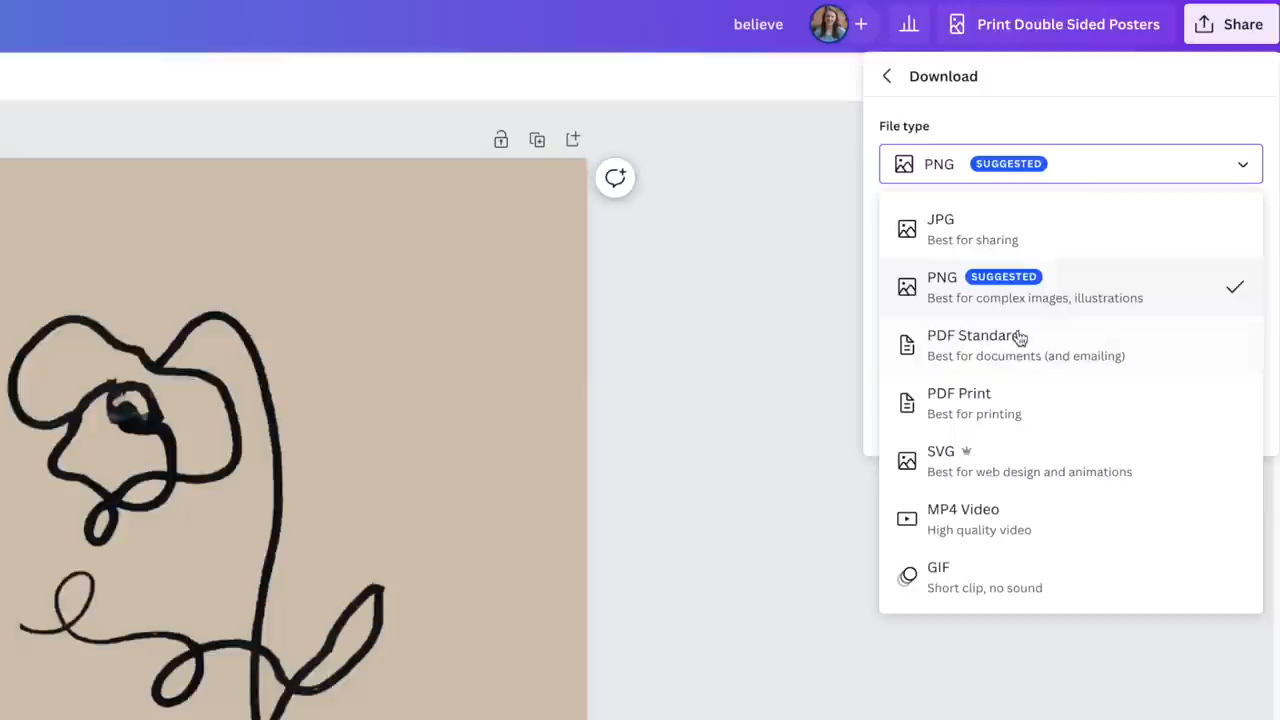 believe
Print Double Sided Posters
Share
Download
File type
PNG SUGGESTED
JPG
Best for sharing
PNG SUGGESTED
Best for complex images, illustrations
PDF Standard
Best for documents (and emailing)
PDF Print
Best for printing
SVG
Best for web design and animations
MP4 Video
High quality video
GIF
Short clip, no sound